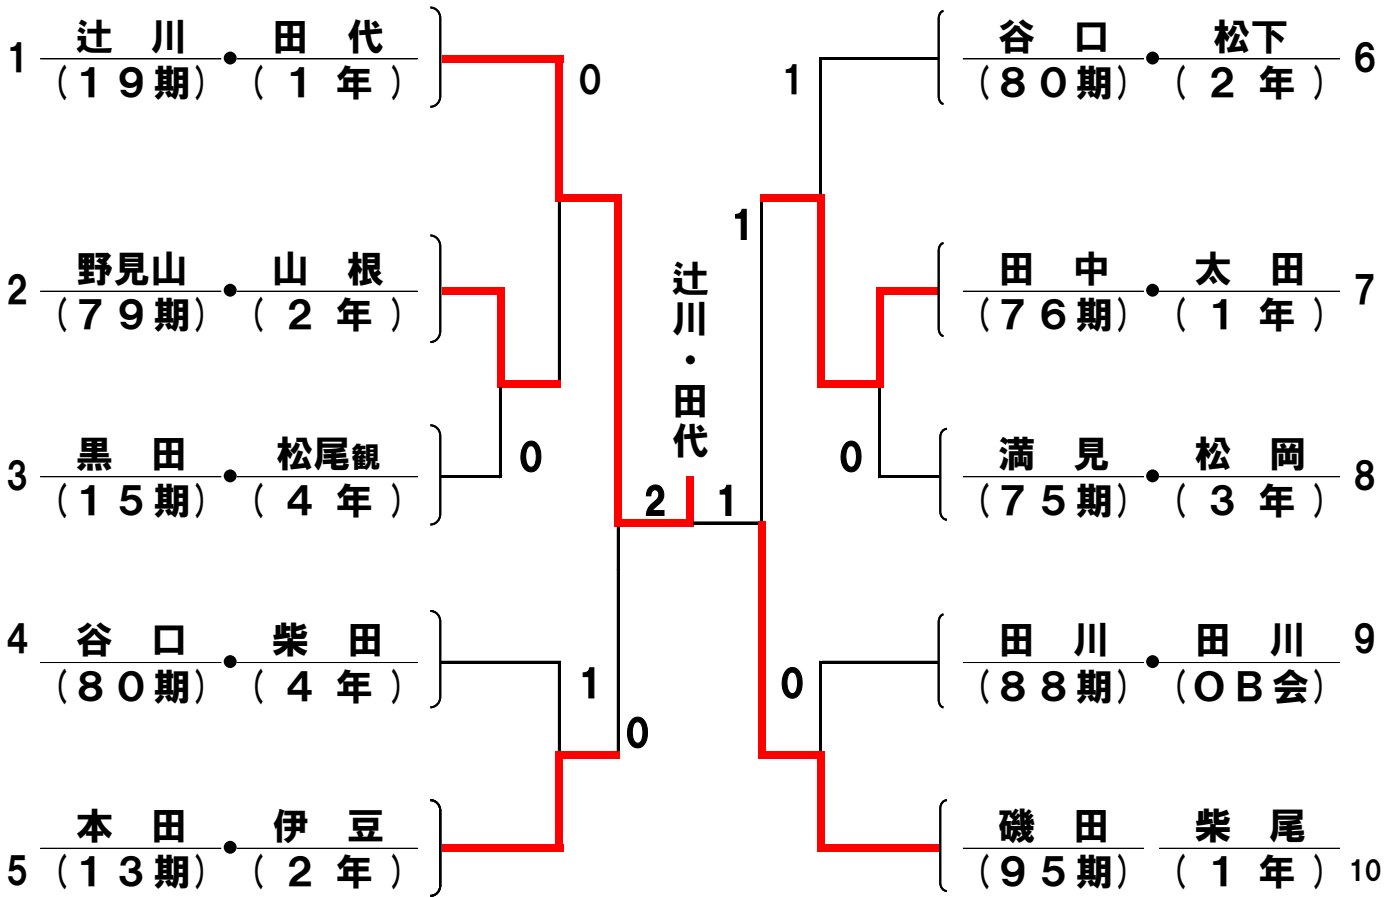 1 辻川・田代
(19期) (1年)
0
2 野見山・山根
(79期) (2年)
3 黒田・松尾観
(15期) (4年)
0
4 谷口・柴田
(80期) (4年)
1
0
5 本田・伊豆
(13期) (2年)
辻川・田代
2 1
谷口・松下 6
(80期) (2年)
1
1
田中・太田 7
(76期) (1年)
満見・松岡 8
(75期) (3年)
0
田川・田川 9
(88期) (OB会)
0
磯田 柴尾
(95期) (1年) 10